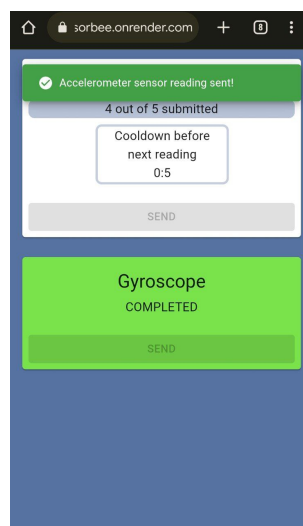 sorbee.onrender.com
8
Accelerometer sensor reading sent!
4 out of 5 submitted
Cooldown before
next reading
0:5
SEND
Gyroscope
COMPLETED
SEND